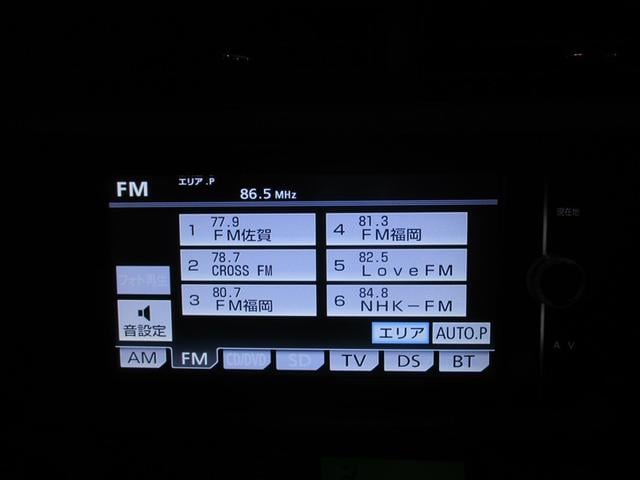 FM エリア.P
86.5 MHz
1 77.9 FM佐賀
4 81.3 FM福岡
2 78.7 CROSS FM
5 82.5 LoveFM
3 80.7 FM福岡
6 84.8 NHK-FM
フォト再生
音設定
エリア AUTO.P
AM FM CD/DVD SD TV DS BT
現在地
A V